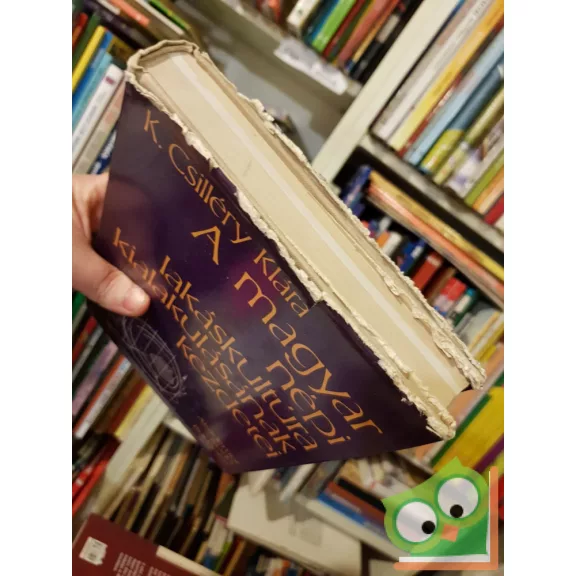 K. Csilléry Klára
A magyar
népi
lakáskultúra
kialakulásának
kezdetei